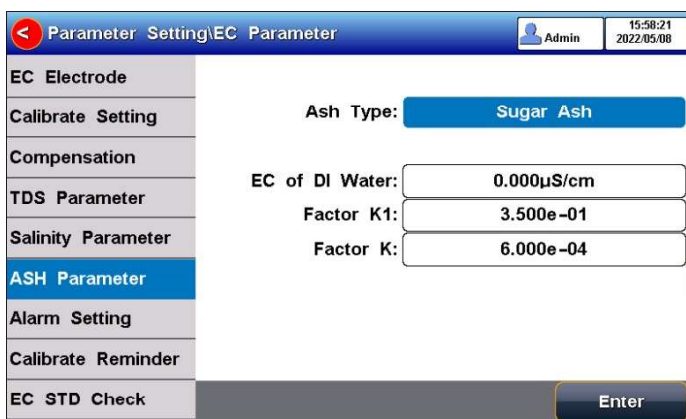 < Parameter Setting\EC Parameter
Admin
15:58:21
2022/05/08
EC Electrode
Calibrate Setting
Compensation
TDS Parameter
Salinity Parameter
ASH Parameter
Alarm Setting
Calibrate Reminder
EC STD Check
Ash Type: Sugar Ash
EC of DI Water: 0.000µS/cm
Factor K1: 3.500e-01
Factor K: 6.000e-04
Enter